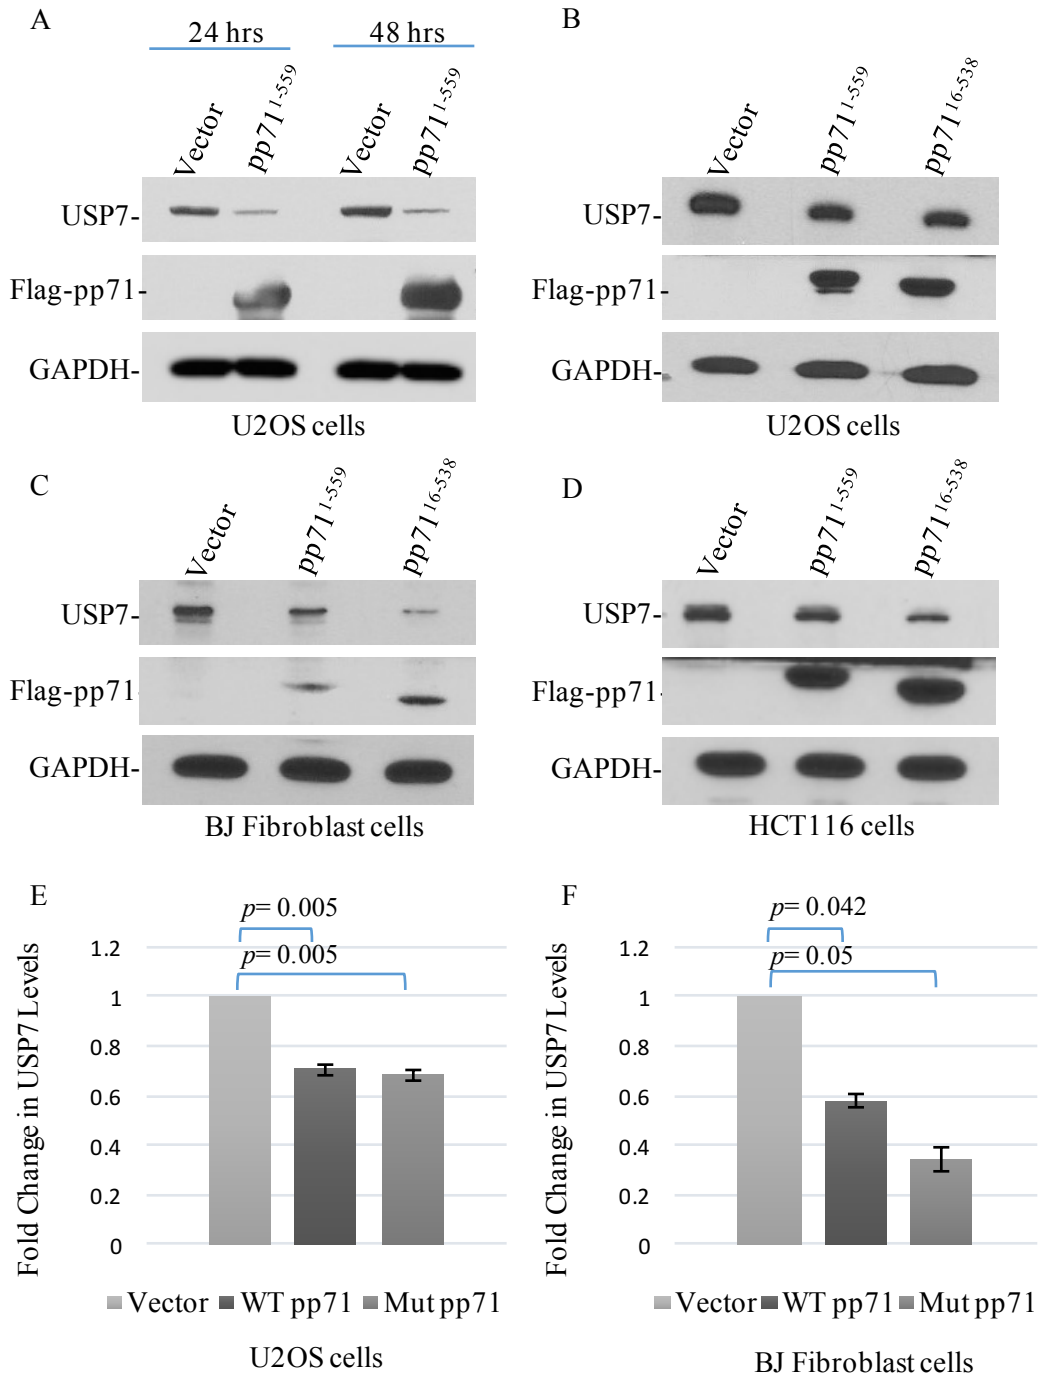 A
24 hrs
48 hrs
Vector
pp71 1-559
Vector
pp71 1-559
USP7-
Flag-pp71-
GAPDH-
U2OS cells
B
Vector
pp71 1-559
pp71 16-538
USP7-
Flag-pp71-
GAPDH-
U2OS cells
C
Vector
pp71 1-559
pp71 16-538
USP7-
Flag-pp71
GAPDH-
BJ Fibroblast cells
D
Vector
pp71 1-559
pp71 16-538
USP7-
Flag-pp71
GAPDH-
HCT116 cells
E
p= 0.005
p= 0.005
Fold Change in USP7 Levels
1.2
1
0.8
0.6
0.4
0.2
0
Vector WT pp71 Mut pp71
U2OS cells
F
p= 0.042
p= 0.05
Fold Change in USP7 Levels
1.2
1
0.8
0.6
0.4
0.2
0
Vector WT pp71 Mut pp71
BJ Fibroblast cells